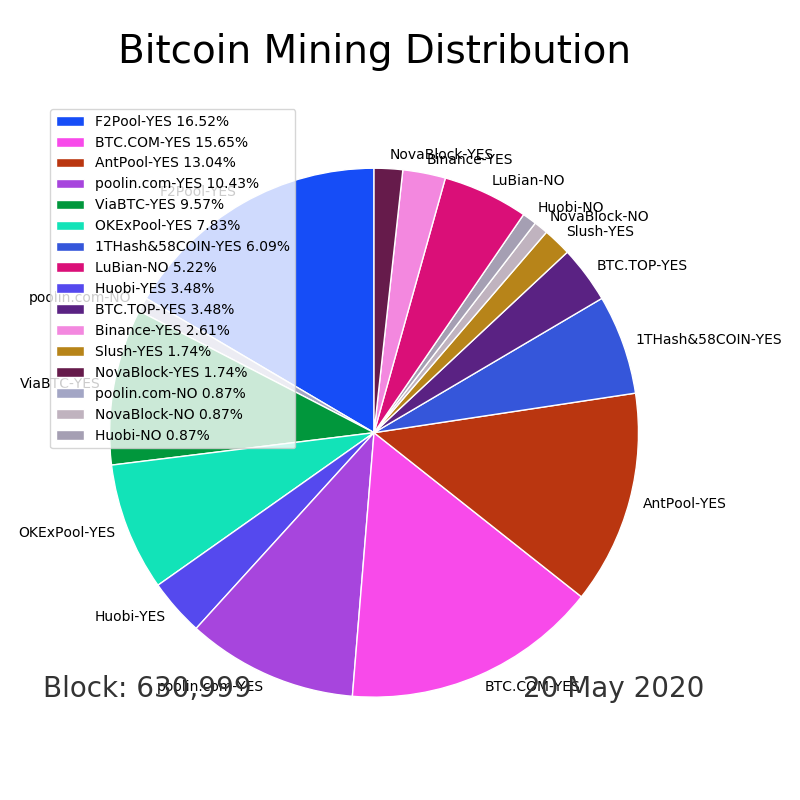 Bitcoin Mining Distribution
F2Pool-YES 16.52%
BTC.COM-YES 15.65%
AntPool-YES 13.04%
poolin.com-YES 10.43%
ViaBTC-YES 9.57%
OKExPool-YES 7.83%
1THash&58COIN-YES 6.09%
LuBian-NO 5.22%
Huobi-YES 3.48%
BTC.TOP-YES 3.48%
Binance-YES 2.61%
Slush-YES 1.74%
NovaBlock-YES 1.74%
poolin.com-NO 0.87%
NovaBlock-NO 0.87%
Huobi-NO 0.87%
NovaBlock-YES
Binance-YES
LuBian-NO
Huobi-NO
NovaBlock-NO
Slush-YES
BTC.TOP-YES
1THash&58COIN-YES
AntPool-YES
BTC.COM-YES
poolin.com-YES
Huobi-YES
OKExPool-YES
ViaBTC-YES
poolin.com-NO
F2Pool-YES
Block: 630,999
20 May 2020